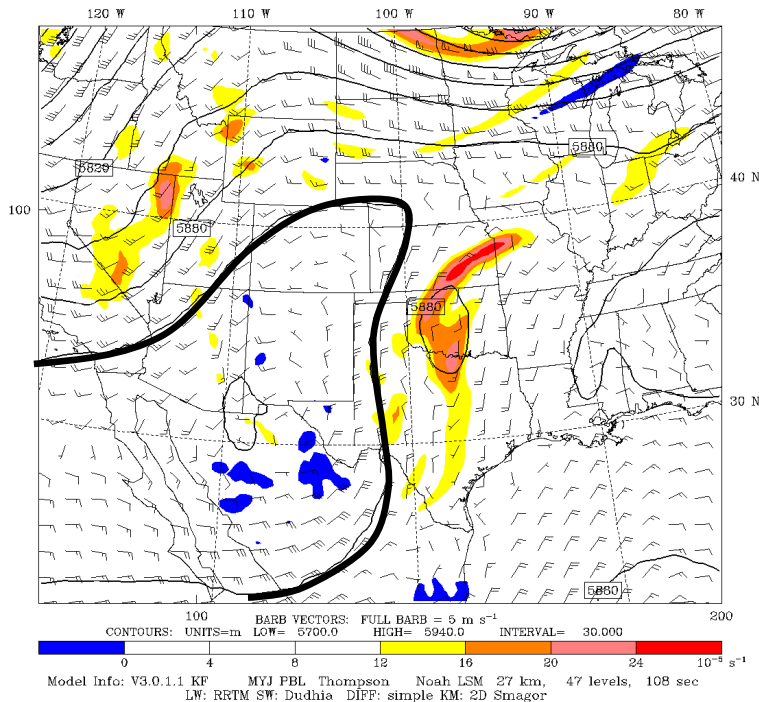 120 W 110 W 100 W 90 W 80 W
5820
5880
40 N
100
5880
5880
30 N
5880
100 200
BARB VECTORS: FULL BARB = 5 m s⁻¹
CONTOURS: UNITS=m LOW= 5700.0 HIGH= 5940.0 INTERVAL= 30.000
0 4 8 12 16 20 24 10⁻⁵ s⁻¹
Model Info: V3.0.1.1 KF MYJ PBL Thompson Noah LSM 27 km, 47 levels, 108 sec
LW: RRTM SW: Dudhia DIFF: simple KM: 2D Smagor